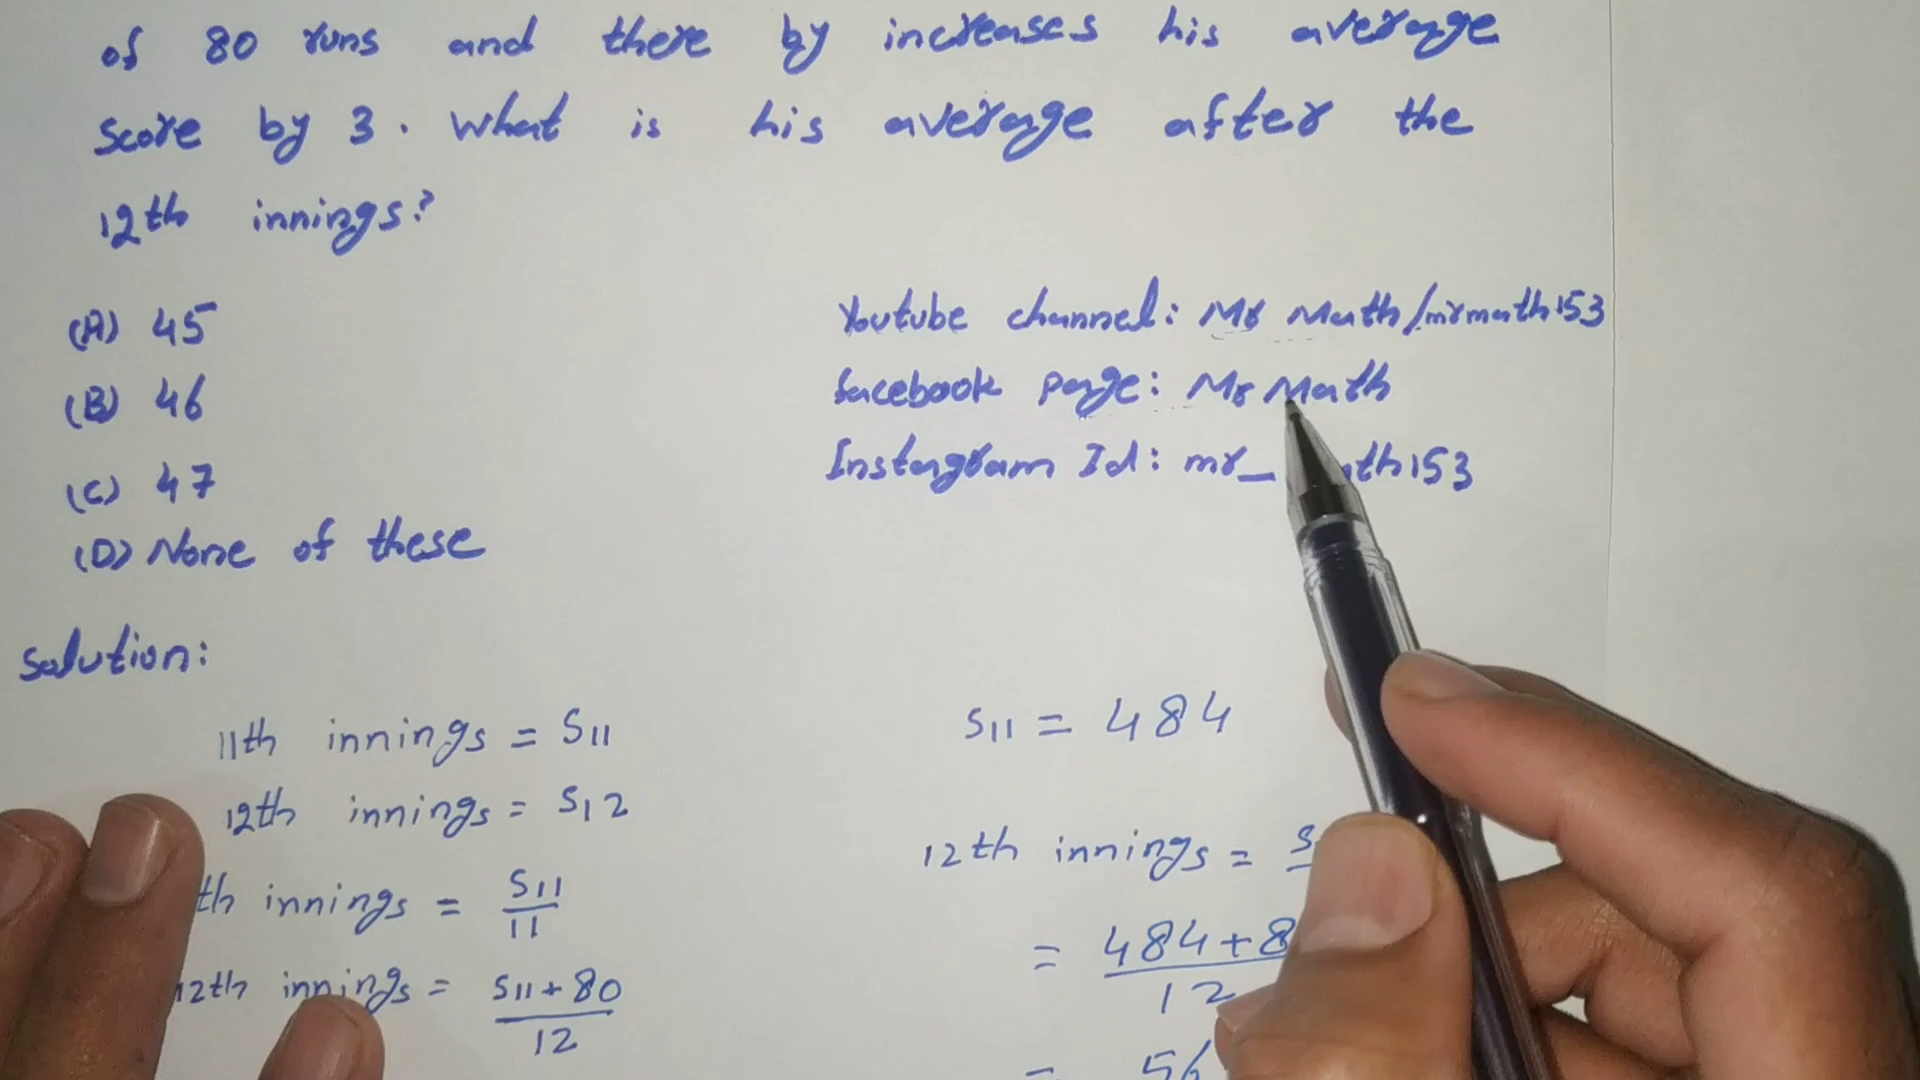 of 80 runs and there by increases his average
score by 3. What is his average after the
12th innings?
(A) 45
(B) 46
(C) 47
(D) None of these
Youtube channel: Mr Math/mrmath153
facebook page: Mr Math
Instagram Id: mr_ th153
Solution:
11th innings = S11
12th innings = S12
th innings = S11
11
12th innings = S11 + 80
12
S11 = 484
12th innings = S
= 484 + 8
12
= 56